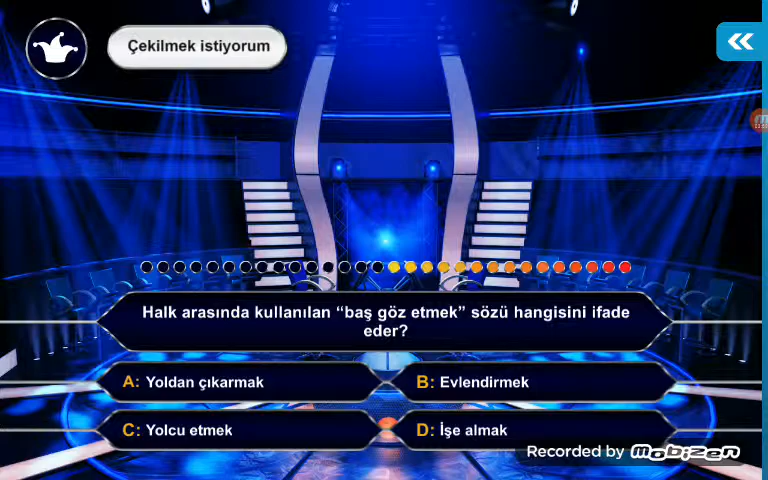 Çekilmek istiyorum
Halk arasında kullanılan “baş göz etmek” sözü hangisini ifade
eder?
A: Yoldan çıkarmak
B: Evlendirmek
C: Yolcu etmek
D: İşe almak
Recorded by mobizen